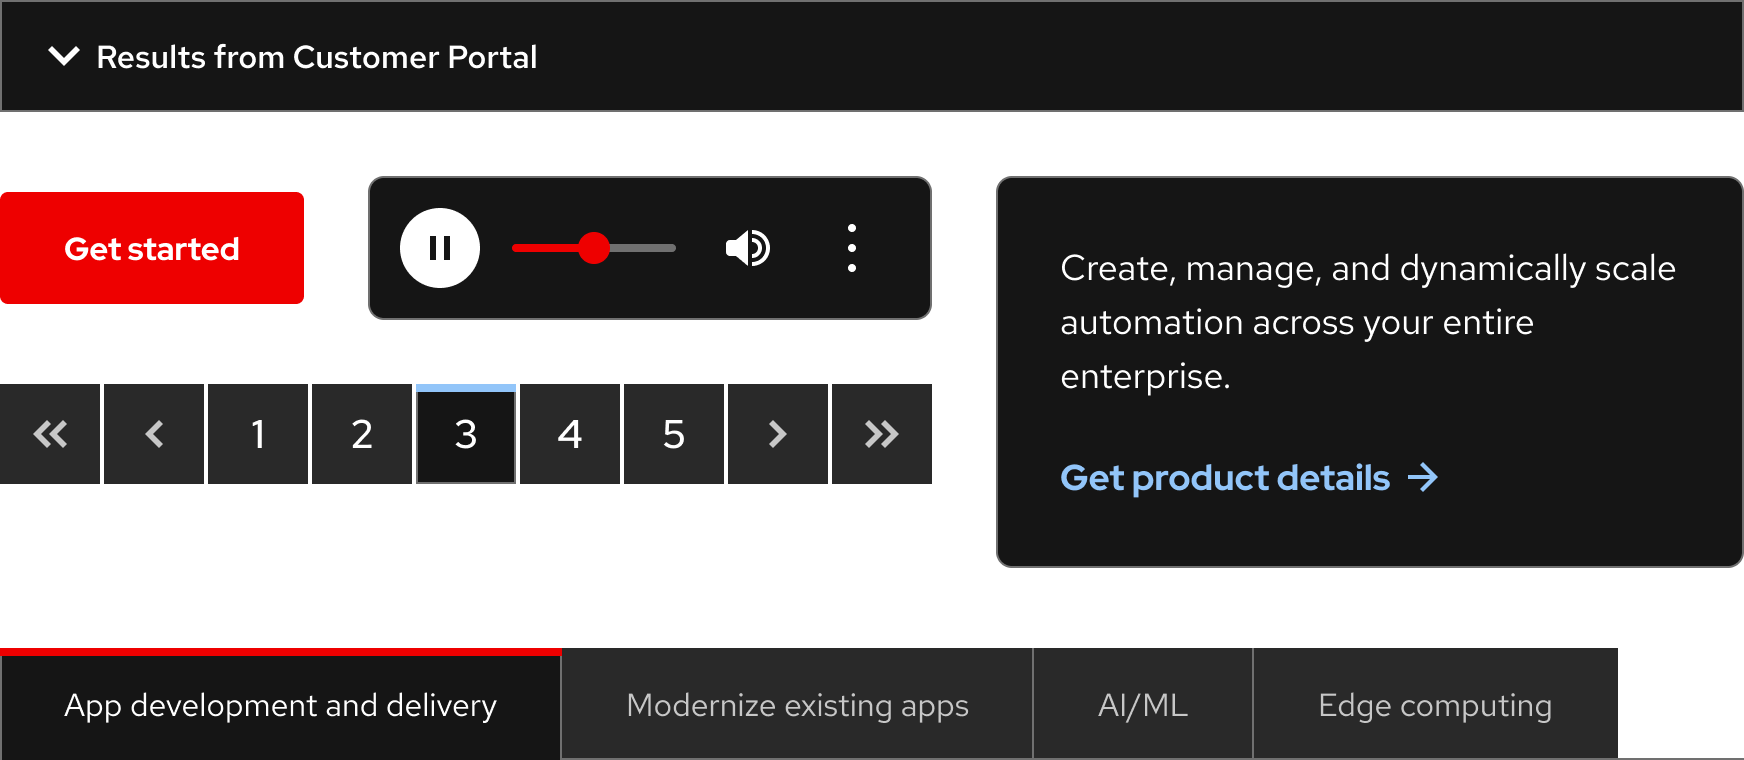 Results from Customer Portal
Get started
Create, manage, and dynamically scale
automation across your entire
enterprise.
Get product details
1 2 3 4 5
App development and delivery Modernize existing apps AI/ML Edge computing